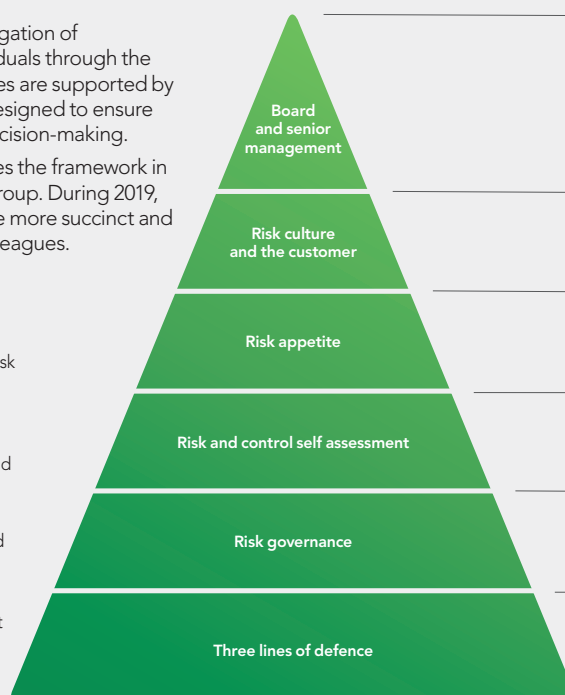 gation of
duals through the
es are supported by
esigned to ensure
cision-making.
es the framework in
roup. During 2019,
e more succinct and
eagues.
sk
d
d
t
Board
and senior
management
Risk culture
and the customer
Risk appetite
Risk and control self assessment
Risk governance
Three lines of defence